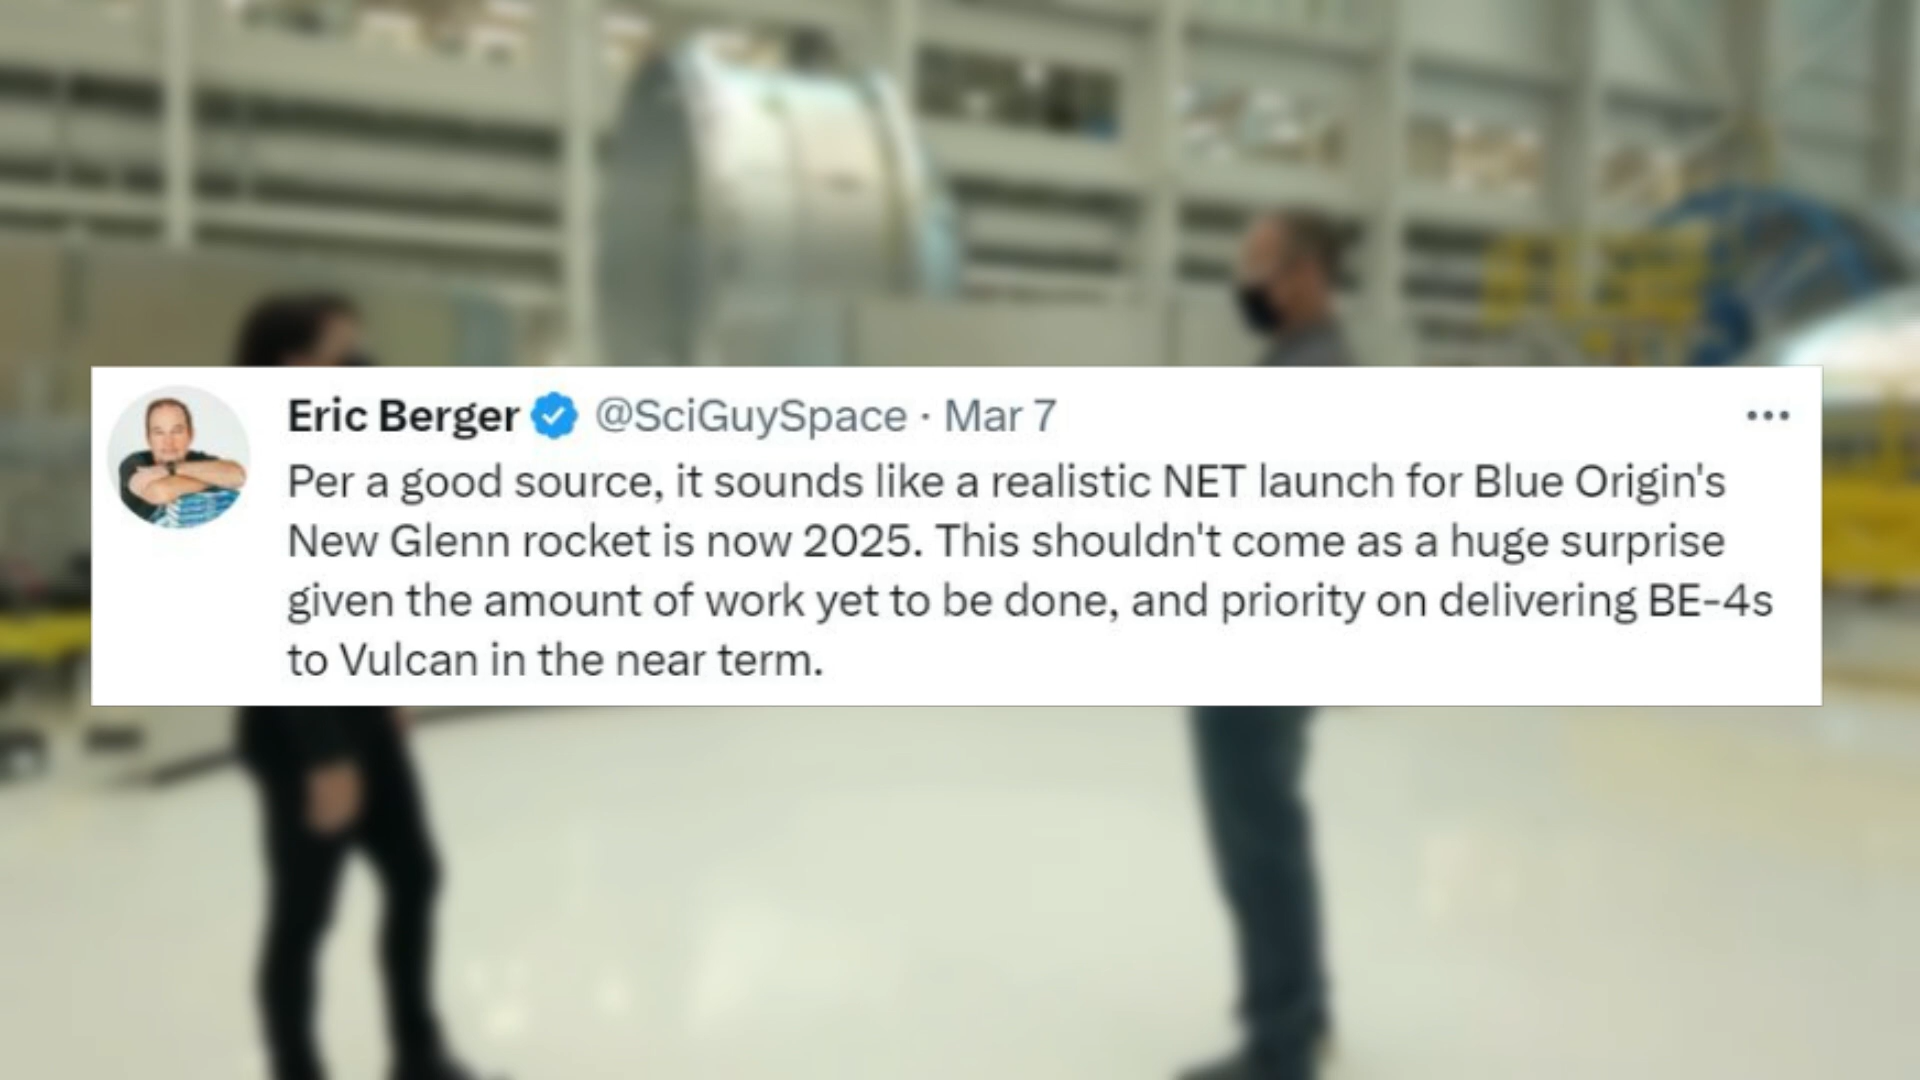 Eric Berger @SciGuySpace · Mar 7
Per a good source, it sounds like a realistic NET launch for Blue Origin's
New Glenn rocket is now 2025. This shouldn't come as a huge surprise
given the amount of work yet to be done, and priority on delivering BE-4s
to Vulcan in the near term.